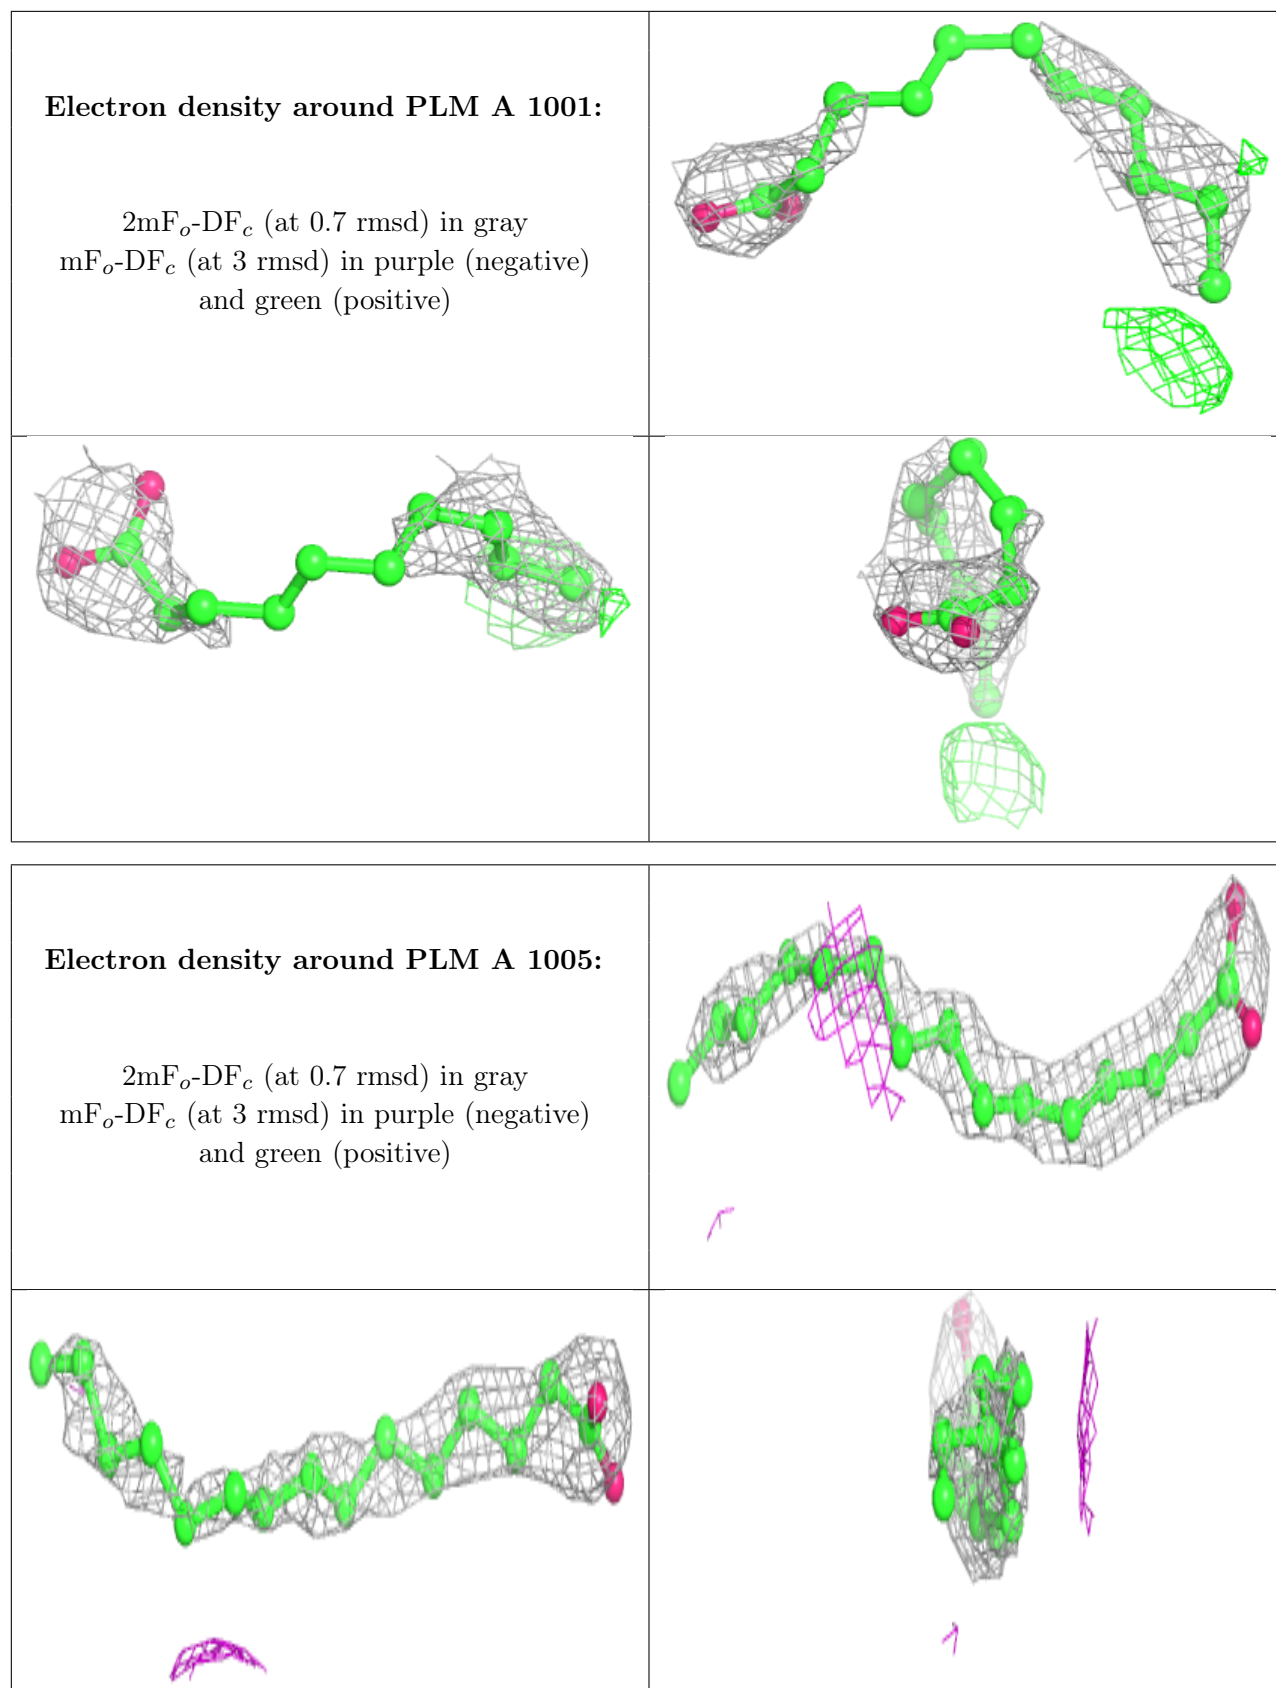 Electron density around PLM A 1001:
2mFo-DFc (at 0.7 rmsd) in gray
mFo-DFc (at 3 rmsd) in purple (negative)
and green (positive)
Electron density around PLM A 1005:
2mFo-DFc (at 0.7 rmsd) in gray
mFo-DFc (at 3 rmsd) in purple (negative)
and green (positive)